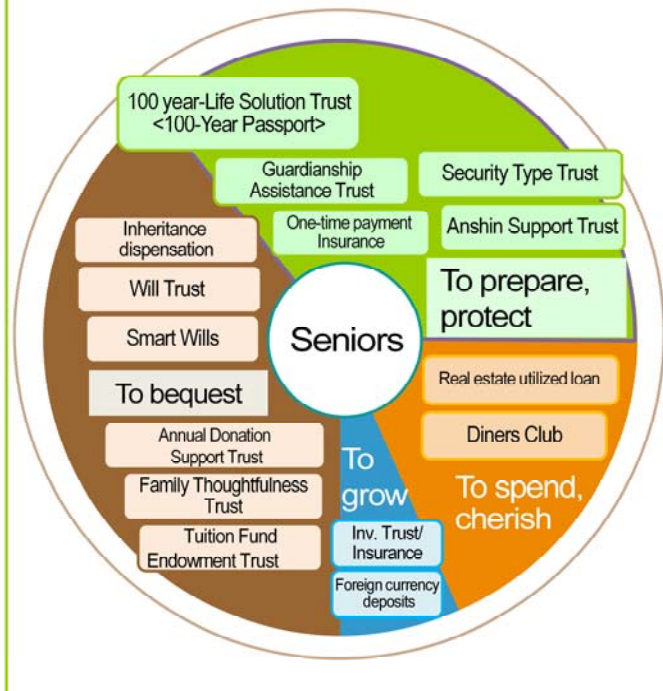 100 year-Life Solution Trust
<100-Year Passport>
Guardianship
Assistance Trust
Security Type Trust
One-time payment
Insurance
Anshin Support Trust
To prepare,
protect
Inheritance
dispensation
Will Trust
Smart Wills
To bequest
Annual Donation
Support Trust
Family Thoughtfulness
Trust
Tuition Fund
Endowment Trust
Seniors
Real estate utilized loan
Diners Club
To spend,
cherish
To
grow
Inv. Trust/
Insurance
Foreign currency
deposits